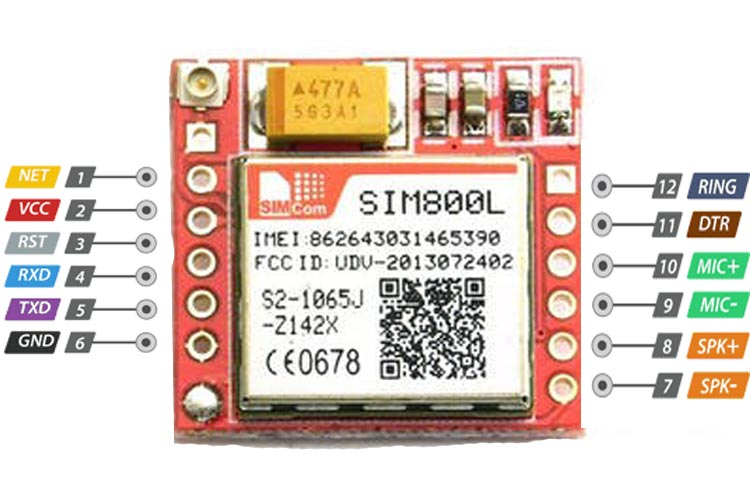 477A
5G3A1
NET 1
VCC 2
RST 3
RXD 4
TXD 5
GND 6
SIMCom
SIM800L
IMEI:862643031465390
FCC ID: UDV-2013072402
S2-1065J
-Z142X
CE0678
12 RING
11 DTR
10 MIC+
9 MIC-
8 SPK+
7 SPK-